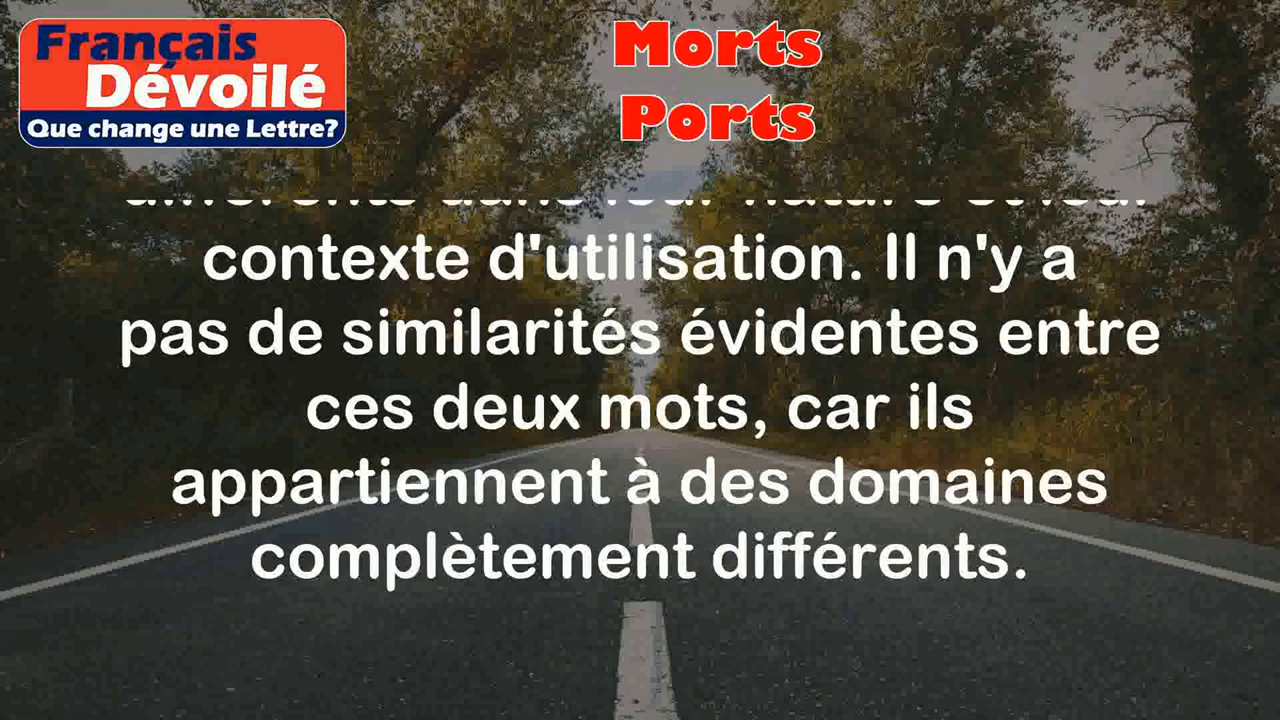 Français
Dévoilé
Que change une Lettre?
Morts
Ports
contexte d'utilisation. Il n'y a
pas de similarités évidentes entre
ces deux mots, car ils
appartiennent à des domaines
complètement différents.